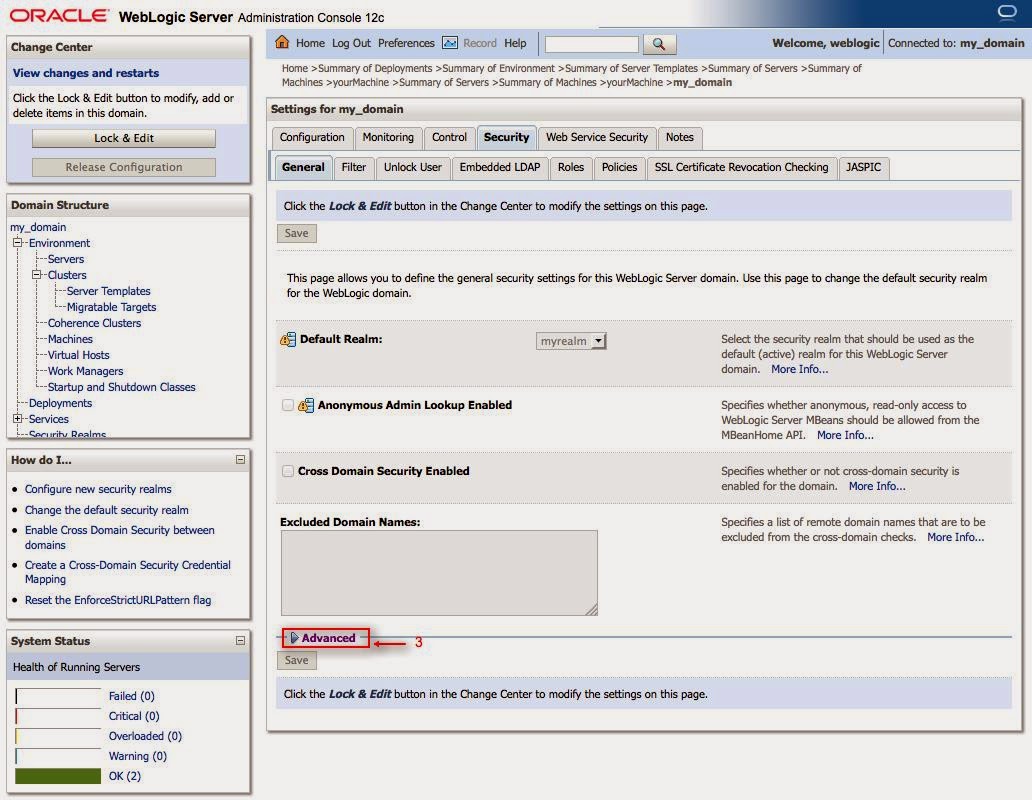 ORACLE WebLogic Server Administration Console 12c
Change Center
View changes and restarts
Click the Lock & Edit button to modify, add or
delete items in this domain.
Lock & Edit
Release Configuration
Domain Structure
my_domain
Environment
Servers
Clusters
Server Templates
Migratable Targets
Coherence Clusters
Machines
Virtual Hosts
Work Managers
Startup and Shutdown Classes
Deployments
Services
Security Realms
How do I...
Configure new security realms
Change the default security realm
Enable Cross Domain Security between
domains
Create a Cross-Domain Security Credential
Mapping
Reset the EnforceStrictURLPattern flag
System Status
Health of Running Servers
Failed (0)
Critical (0)
Overloaded (0)
Warning (0)
OK (2)
Home Log Out Preferences Record Help
Welcome, weblogic Connected to: my_domain
Home >Summary of Deployments >Summary of Environment >Summary of Server Templates >Summary of Servers >Summary of
Machines >yourMachine >Summary of Servers >Summary of Machines >yourMachine >my_domain
Settings for my_domain
Configuration Monitoring Control Security Web Service Security Notes
General Filter Unlock User Embedded LDAP Roles Policies SSL Certificate Revocation Checking JASPIC
Click the Lock & Edit button in the Change Center to modify the settings on this page.
Save
This page allows you to define the general security settings for this WebLogic Server domain. Use this page to change the default security realm
for the WebLogic domain.
Default Realm:
myrealm
Select the security realm that should be used as the
default (active) realm for this WebLogic Server
domain. More Info...
Anonymous Admin Lookup Enabled
Specifies whether anonymous, read-only access to
WebLogic Server MBeans should be allowed from the
MBeanHome API. More Info...
Cross Domain Security Enabled
Specifies whether or not cross-domain security is
enabled for the domain. More Info...
Excluded Domain Names:
Specifies a list of remote domain names that are to be
excluded from the cross-domain checks. More Info...
Advanced 3
Save
Click the Lock & Edit button in the Change Center to modify the settings on this page.